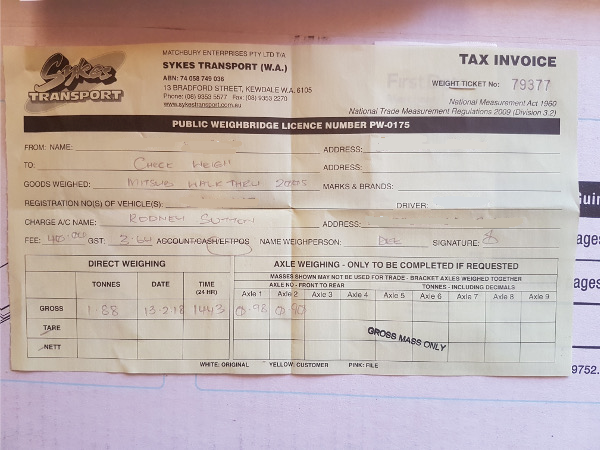 Sykes
TRANSPORT
MATCHBURY ENTERPRISES PTY LTD T/A
SYKES TRANSPORT (W.A.)
ABN: 74 058 749 036
13 BRADFORD STREET, KEWDALE W.A. 6105
Phone: (08) 9353 5577 Fax (08) 9353 2270
www.sykestransport.com.au
TAX INVOICE
WEIGHT TICKET No: 79377
National Measurement Act 1960
National Trade Measurement Regulations 2009 (Division 3.2)
PUBLIC WEIGHBRIDGE LICENCE NUMBER PW-0175
FROM: NAME: ADDRESS:
TO: CHECK WEIGH ADDRESS:
GOODS WEIGHED: MITSUB WALK THRU 2005 MARKS & BRANDS:
REGISTRATION NO(S) OF VEHICLE(S): DRIVER:
CHARGE A/C NAME: RODNEY SUTTON ADDRESS:
FEE: 40.00 GST: 3.64 ACCOUNT/CASH/EFTPOS NAME WEIGHPERSON: DEE SIGNATURE:
DIRECT WEIGHING
TONNES DATE TIME (24 HR)
GROSS 1.88 13.2.18 1443
TARE
NETT
AXLE WEIGHING - ONLY TO BE COMPLETED IF REQUESTED
MASSES SHOWN MAY NOT BE USED FOR TRADE - BRACKET AXLES WEIGHED TOGETHER
AXLE NO - FRONT TO REAR TONNES - INCLUDING DECIMALS
Axle 1 Axle 2 Axle 3 Axle 4 Axle 5 Axle 6 Axle 7 Axle 8 Axle 9
0.98 0.90
GROSS MASS ONLY
WHITE: ORIGINAL YELLOW: CUSTOMER PINK: FILE
ages
ages
9752.